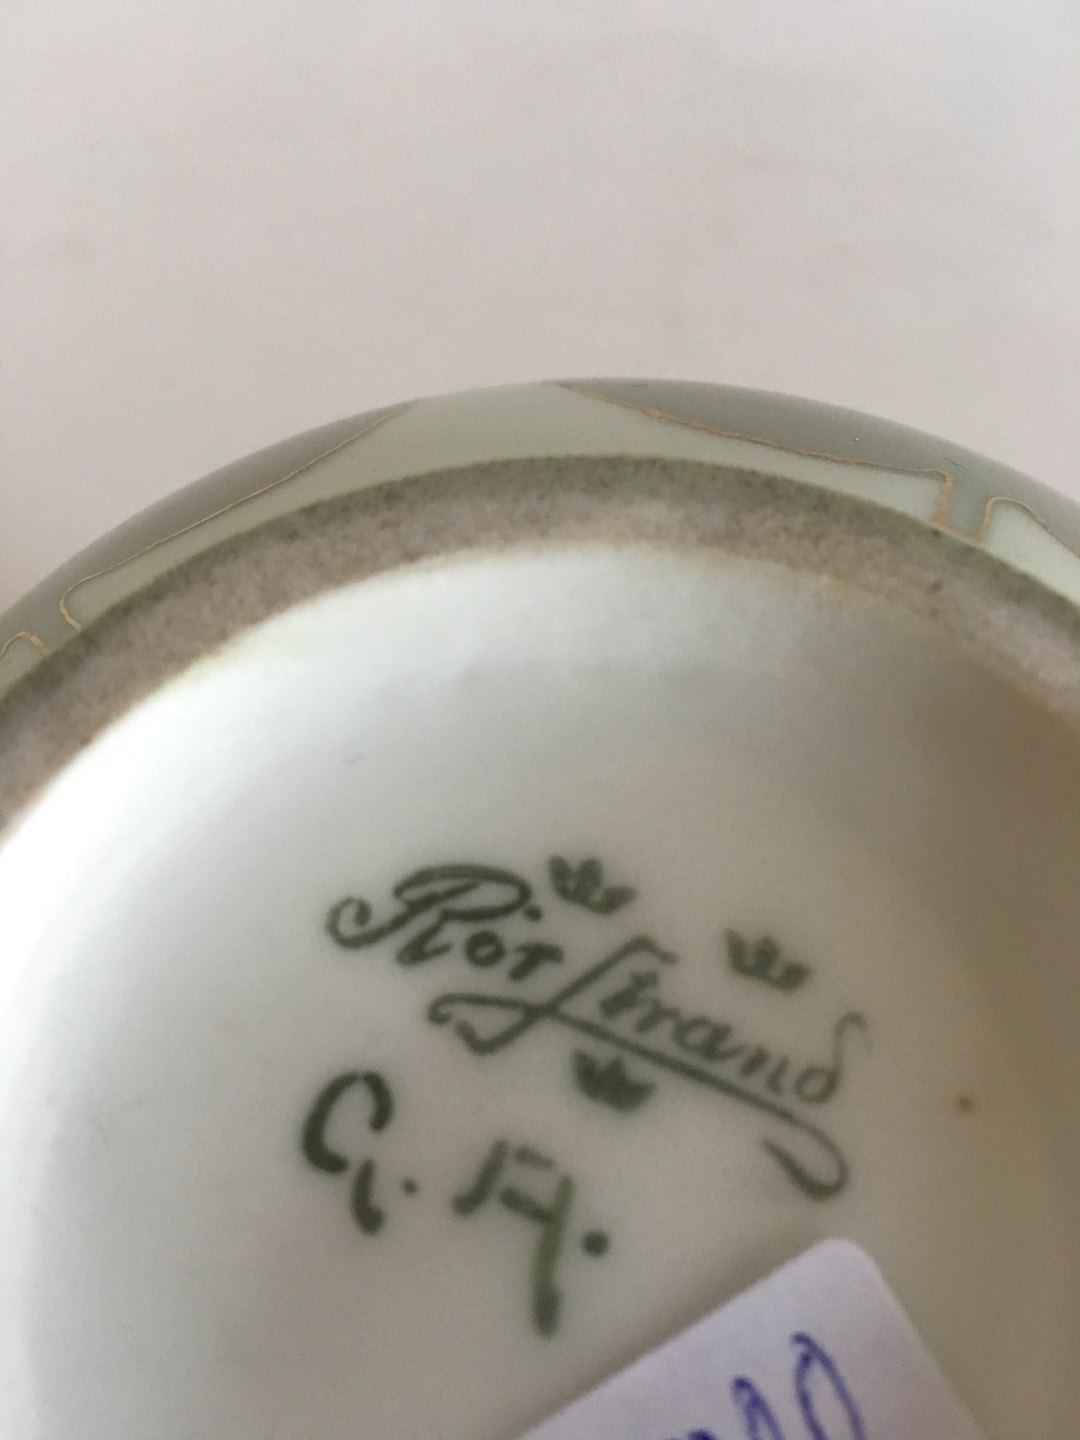 Rörstrand
G. A.